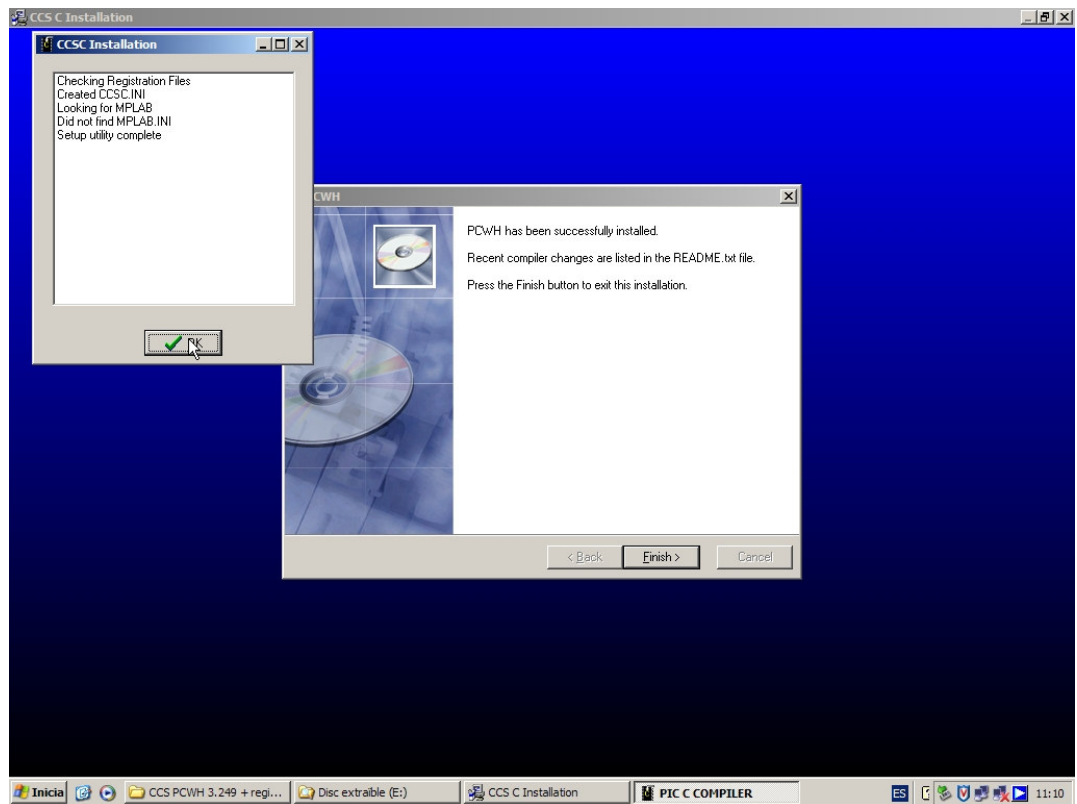 CCS C Installation
CCSC Installation
Checking Registration Files
Created CCSC.INI
Looking for MPLAB
Did not find MPLAB.INI
Setup utility complete
OK
CWH
PCWH has been successfully installed.
Recent compiler changes are listed in the README.txt file.
Press the Finish button to exit this installation.
< Back
Finish >
Cancel
Inicia
CCS PCWH 3.249 + regi...
Disc extraible (E:)
CCS C Installation
PIC C COMPILER
ES
11:10